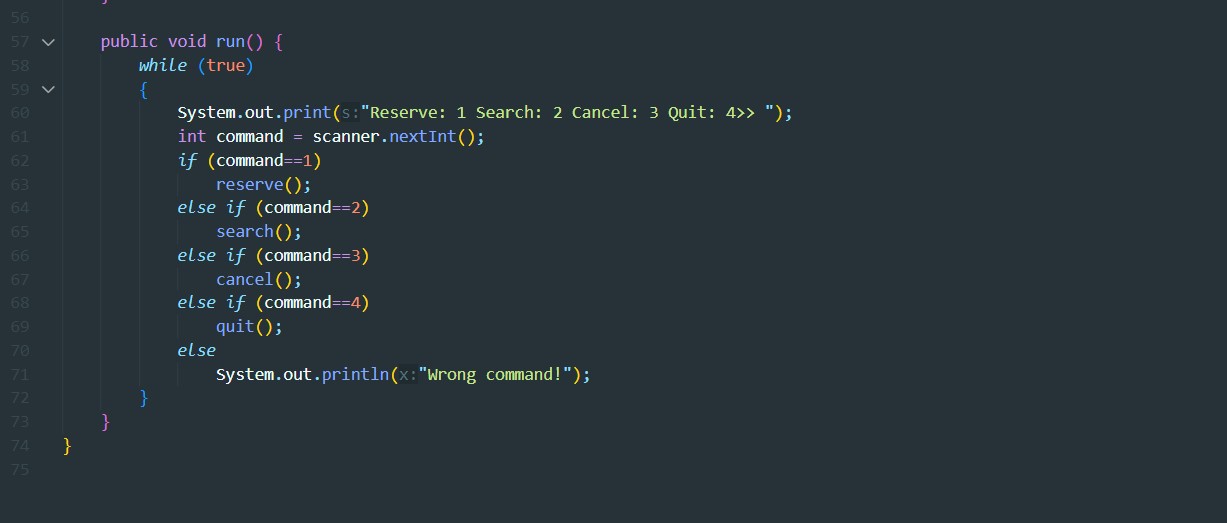 56
57 public void run() {
58 while (true)
59 {
60 System.out.print(s:"Reserve: 1 Search: 2 Cancel: 3 Quit: 4>> ");
61 int command = scanner.nextInt();
62 if (command==1)
63 reserve();
64 else if (command==2)
65 search();
66 else if (command==3)
67 cancel();
68 else if (command==4)
69 quit();
70 else
71 System.out.println(x:"Wrong command!");
72 }
73 }
74 }
75